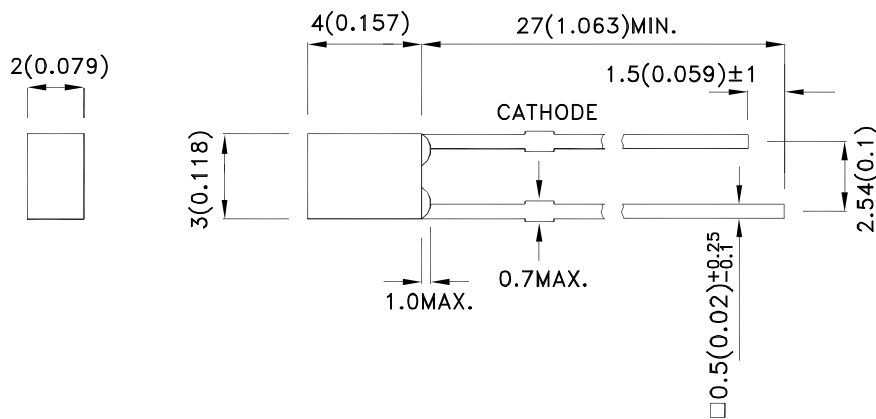 4(0.157)
27(1.063)MIN.
2(0.079)
1.5(0.059)±1
CATHODE
3(0.118)
2.54(0.1)
0.7MAX.
1.0MAX.
□0.5(0.02)±0.25
-0.1